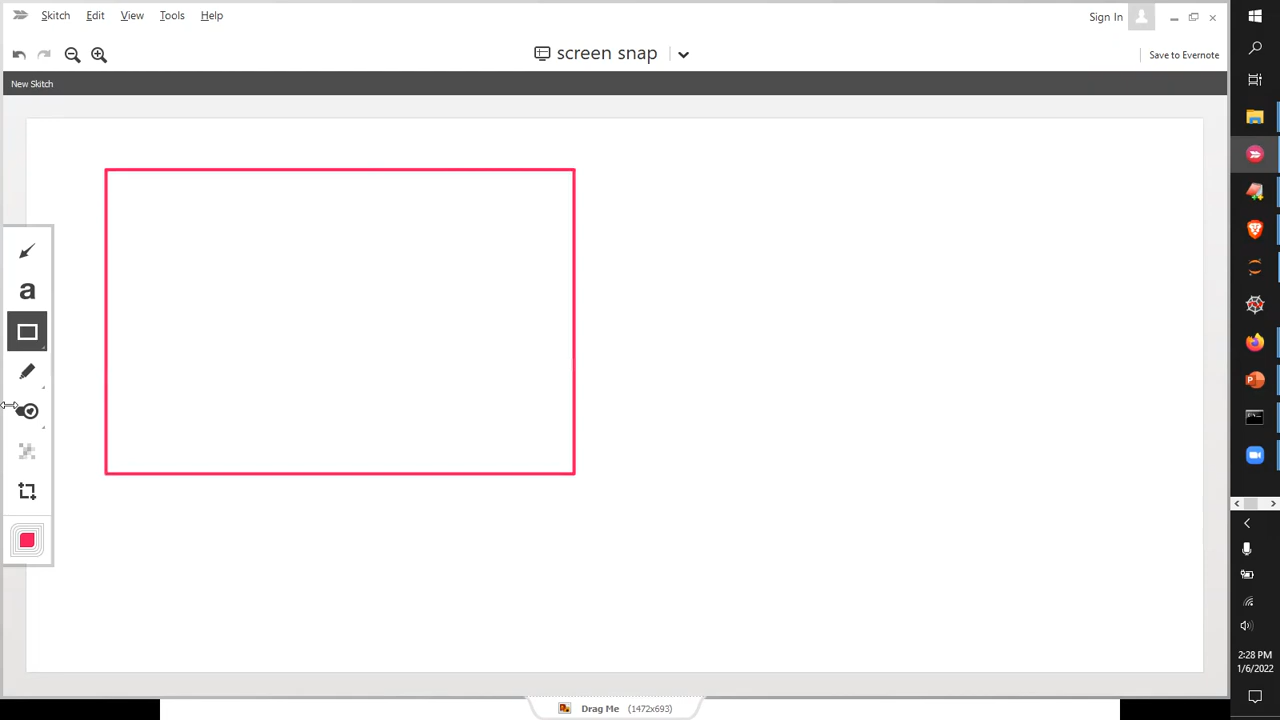 Skitch Edit View Tools Help
Sign In
screen snap
Save to Evernote
New Skitch
a
Drag Me (1472x693)
2:28 PM
1/6/2022